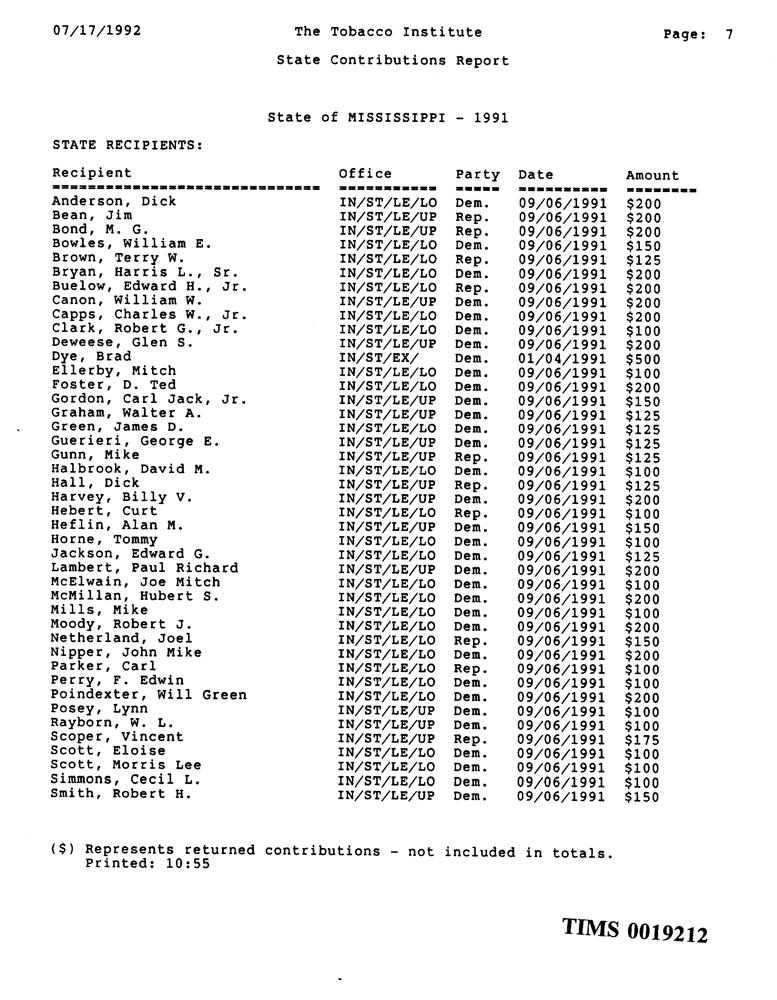 07/17/1992 The Tobacco Institute Page: 7
State Contributions Report
State of MISSISSIPPI - 1991
STATE RECIPIENTS:
Recipient Office Party Date Amount
Anderson, Dick IN/ST/LE/LO Dem. 09/06/1991 $200
Bean, Jim IN/ST/LE/UP Rep. 09/06/1991 $200
Bond, M. G. IN/ST/LE/UP Rep. 09/06/1991 $200
Bowles, William E. IN/ST/LE/LO Dem. 09/06/1991 $150
Brown, Terry W. IN/ST/LE/LO Rep. 09/06/1991 $125
Bryan, Harris L., Sr. IN/ST/LE/LO Dem. 09/06/1991 $200
Buelow, Edward H., Jr. IN/ST/LE/LO Rep. 09/06/1991 $200
Canon, William W. IN/ST/LE/UP Dem. 09/06/1991 $200
Capps, Charles W., Jr. IN/ST/LE/LO Dem. 09/06/1991 $200
Clark, Robert G., Jr. IN/ST/LE/LO Dem. 09/06/1991 $100
Deweese, Glen S. IN/ST/LE/UP Dem. 09/06/1991 $200
Dye, Brad IN/ST/EX/ Dem. 01/04/1991 $500
Ellerby, Mitch IN/ST/LE/LO Dem. 09/06/1991 $100
Foster, D. Ted IN/ST/LE/LO Dem. 09/06/1991 $200
Gordon, Carl Jack, Jr. IN/ST/LE/UP Dem. 09/06/1991 $150
Graham, Walter A. IN/ST/LE/UP Dem. 09/06/1991 $125
Green, James D. IN/ST/LE/LO Dem. 09/06/1991 $125
Guerieri, George E. IN/ST/LE/UP Dem. 09/06/1991 $125
Gunn, Mike IN/ST/LE/UP Rep. 09/06/1991 $125
Halbrook, David M. IN/ST/LE/LO Dem. 09/06/1991 $100
Hall, Dick IN/ST/LE/UP Rep. 09/06/1991 $125
Harvey, Billy V. IN/ST/LE/UP Dem. 09/06/1991 $200
Hebert, Curt IN/ST/LE/LO Rep. 09/06/1991 $100
Heflin, Alan M. IN/ST/LE/UP Dem. 09/06/1991 $150
Horne, Tommy IN/ST/LE/LO Dem. 09/06/1991 $100
Jackson, Edward G. IN/ST/LE/LO Dem. 09/06/1991 $125
Lambert, Paul Richard IN/ST/LE/UP Dem. 09/06/1991 $200
McElwain, Joe Mitch IN/ST/LE/LO Dem. 09/06/1991 $100
McMillan, Hubert S. IN/ST/LE/LO Dem. 09/06/1991 $200
Mills, Mike IN/ST/LE/LO Dem. 09/06/1991 $100
Moody, Robert J. IN/ST/LE/LO Dem. 09/06/1991 $200
Netherland, Joel IN/ST/LE/LO Rep. 09/06/1991 $150
Nipper, John Mike IN/ST/LE/LO Dem. 09/06/1991 $200
Parker, Carl IN/ST/LE/LO Rep. 09/06/1991 $100
Perry, F. Edwin IN/ST/LE/LO Dem. 09/06/1991 $100
Poindexter, Will Green IN/ST/LE/LO Dem. 09/06/1991 $200
Posey, Lynn IN/ST/LE/UP Dem. 09/06/1991 $100
Rayborn, W. L. IN/ST/LE/UP Dem. 09/06/1991 $100
Scoper, Vincent IN/ST/LE/UP Rep. 09/06/1991 $175
Scott, Eloise IN/ST/LE/LO Dem. 09/06/1991 $100
Scott, Morris Lee IN/ST/LE/LO Dem. 09/06/1991 $100
Simmons, Cecil L. IN/ST/LE/LO Dem. 09/06/1991 $100
Smith, Robert H. IN/ST/LE/UP Dem. 09/06/1991 $150
($) Represents returned contributions - not included in totals.
Printed: 10:55
TIMS 0019212